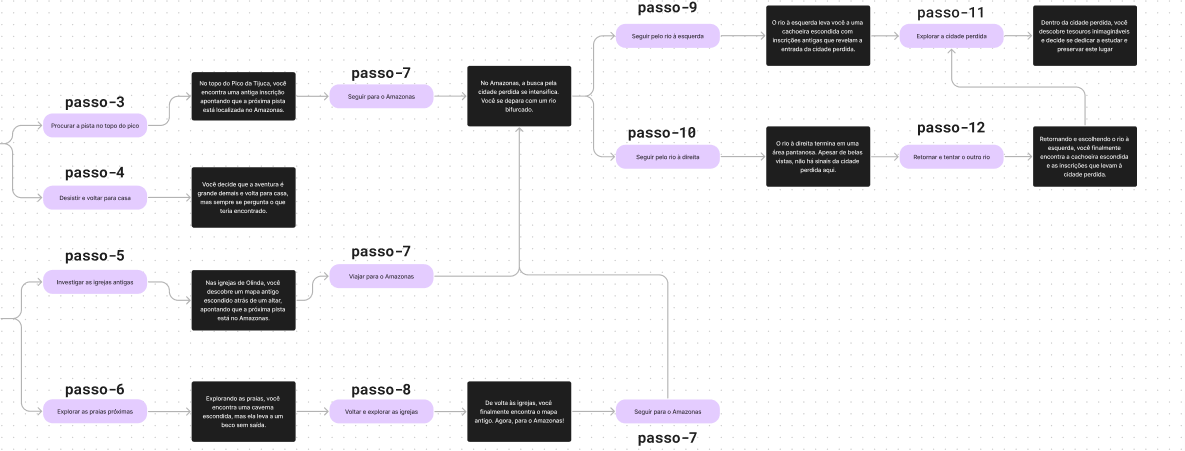 passo-9
passo-11
Seguir pelo rio à esquerda
O rio à esquerda leva você a uma
cachoeira escondida com
inscrições antigas que revelam a
entrada da cidade perdida.
Explorar a cidade perdida
Dentro da cidade perdida, você
descobre tesouros inimagináveis
e decide se dedicar a estudar e
preservar este lugar
passo-3
Procurar a pista no topo do pico
No topo do Pico da Tijuca, você
encontra uma antiga inscrição
apontando que a próxima pista
está localizada no Amazonas.
passo-7
Seguir para o Amazonas
No Amazonas, a busca pela
cidade perdida se intensifica.
Você se depara com um rio
bifurcado.
passo-10
Seguir pelo rio à direita
O rio à direita termina em uma
área pantanosa. Apesar de belas
vistas, não há sinais da cidade
perdida aqui.
passo-12
Retornar e tentar o outro rio
Retornando e escolhendo o rio à
esquerda, você finalmente
encontra a cachoeira escondida
e as inscrições que levam à
cidade perdida.
passo-4
Desistir e voltar para casa
Você decide que a aventura é
grande demais e volta para casa,
mas sempre se pergunta o que
teria encontrado.
passo-5
Investigar as igrejas antigas
Nas igrejas de Olinda, você
descobre um mapa antigo
escondido atrás de um altar,
apontando que a próxima pista
está no Amazonas.
passo-7
Viajar para o Amazonas
passo-6
Explorar as praias próximas
Explorando as praias, você
encontra uma caverna
escondida, mas ela leva a um
beco sem saída.
passo-8
Voltar e explorar as igrejas
De volta às igrejas, você
finalmente encontra o mapa
antigo. Agora, para o Amazonas!
Seguir para o Amazonas
passo-7